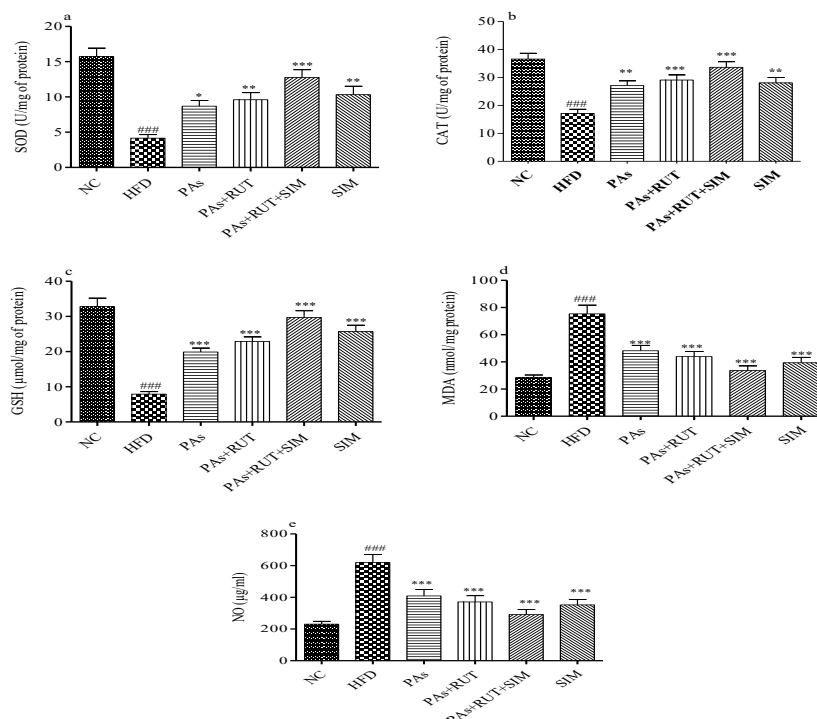 a
SOD (U/mg of protein)
20
15
10
5
0
###
*
**
***
**
NC
HFD
PAs
PAs+RUT
PAs+RUT+SIM
SIM
b
CAT (U/mg of protein)
50
40
30
20
10
0
###
**
***
***
**
NC
HFD
PAs
PAs+RUT
PAs+RUT+SIM
SIM
c
GSH (µmol/mg of protein)
40
30
20
10
0
###
***
***
***
***
NC
HFD
PAs
PAs+RUT
PAs+RUT+SIM
SIM
d
MDA (nmol/mg protein)
100
80
60
40
20
0
###
***
***
***
***
NC
HFD
PAs
PAs+RUT
PAs+RUT+SIM
SIM
e
NO (µg/ml)
800
600
400
200
0
###
***
***
***
***
NC
HFD
PAs
PAs+RUT
PAs+RUT+SIM
SIM